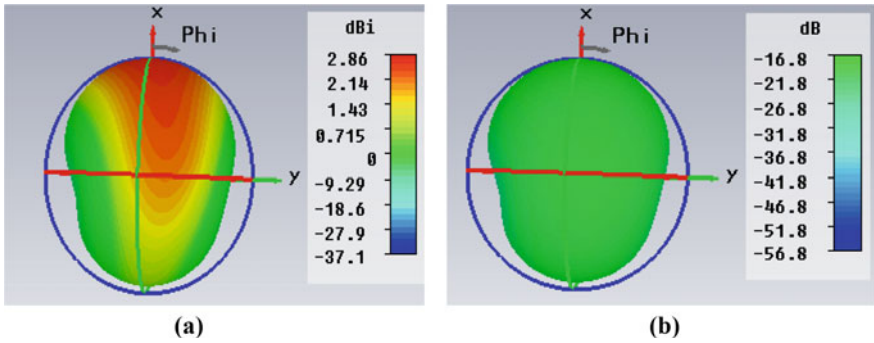 x
Phi
y
dBi
2.86
2.14
1.43
0.715
0
-9.29
-18.6
-27.9
-37.1
(a)
x
Phi
y
dB
-16.8
-21.8
-26.8
-31.8
-36.8
-41.8
-46.8
-51.8
-56.8
(b)